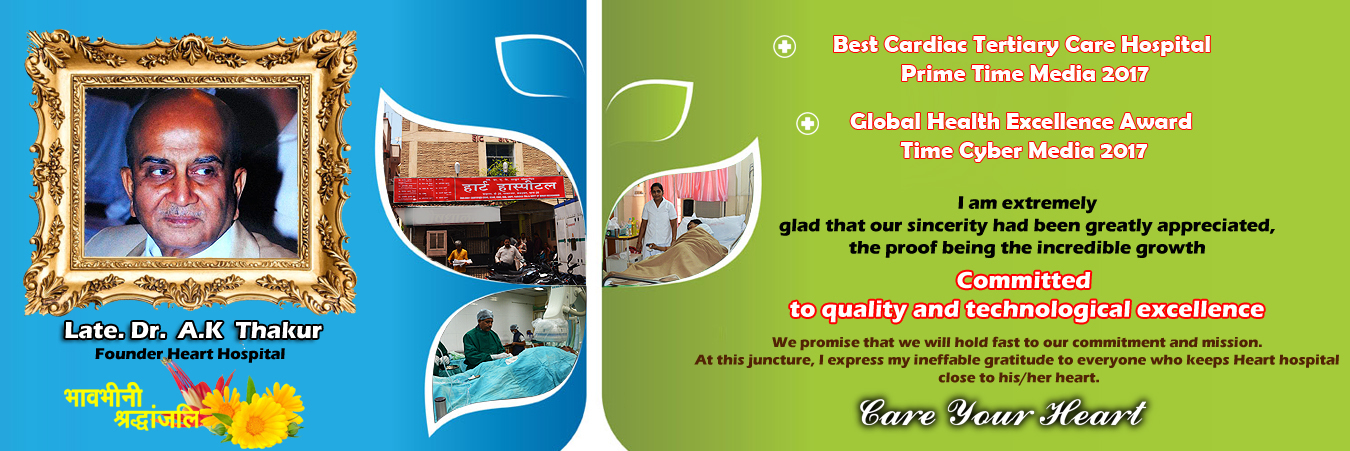 Late. Dr. A.K Thakur
Founder Heart Hospital
भावभीनी
श्रद्धांजलि
हार्ट हास्पीटल
Best Cardiac Tertiary Care Hospital
Prime Time Media 2017
Global Health Excellence Award
Time Cyber Media 2017
I am extremely
glad that our sincerity had been greatly appreciated,
the proof being the incredible growth
Committed
to quality and technological excellence
We promise that we will hold fast to our commitment and mission.
At this juncture, I express my ineffable gratitude to everyone who keeps Heart hospital
close to his/her heart.
Care Your Heart